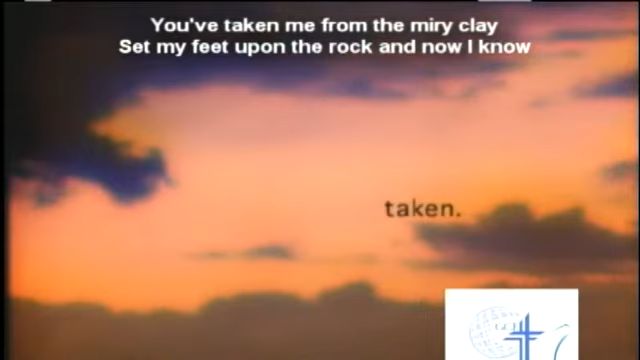 You've taken me from the miry clay
Set my feet upon the rock and now I know
taken.